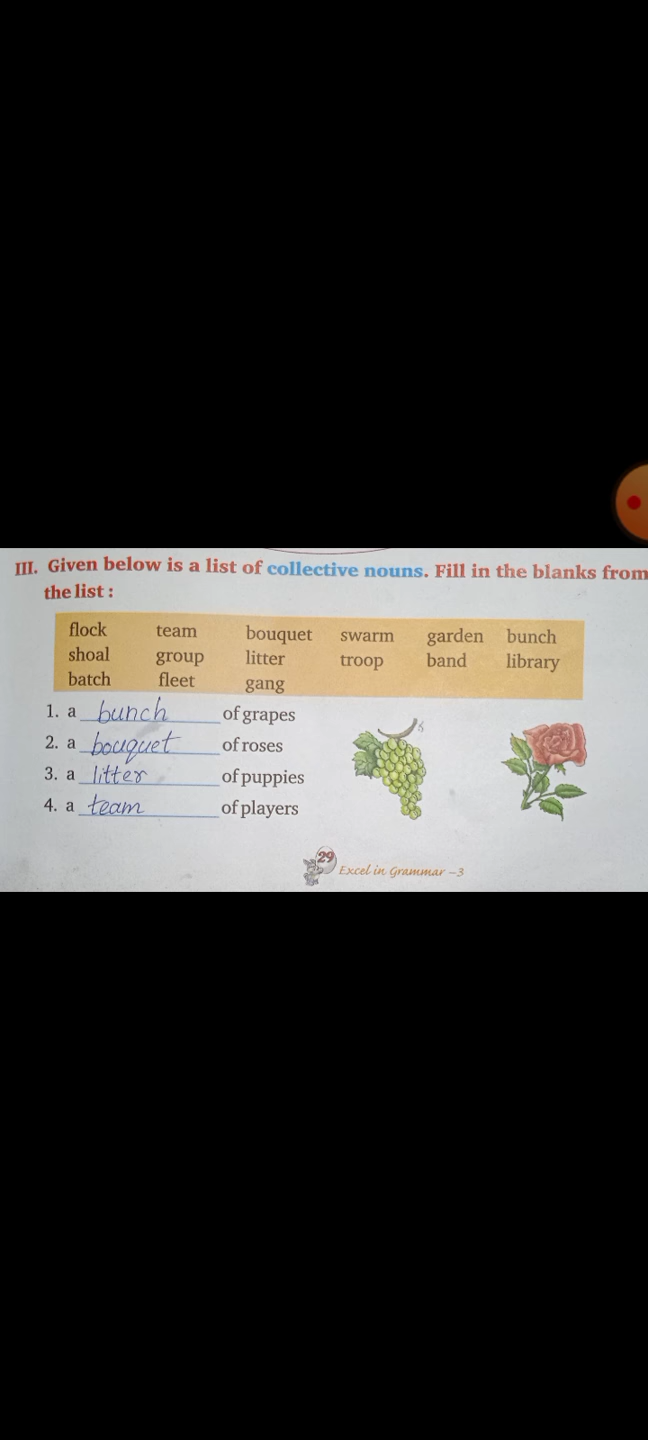 III. Given below is a list of collective nouns. Fill in the blanks from
the list :
flock team bouquet swarm garden bunch
shoal group litter troop band library
batch fleet gang
1. a bunch of grapes
2. a bouquet of roses
3. a litter of puppies
4. a team of players
29 Excel in Grammar –3